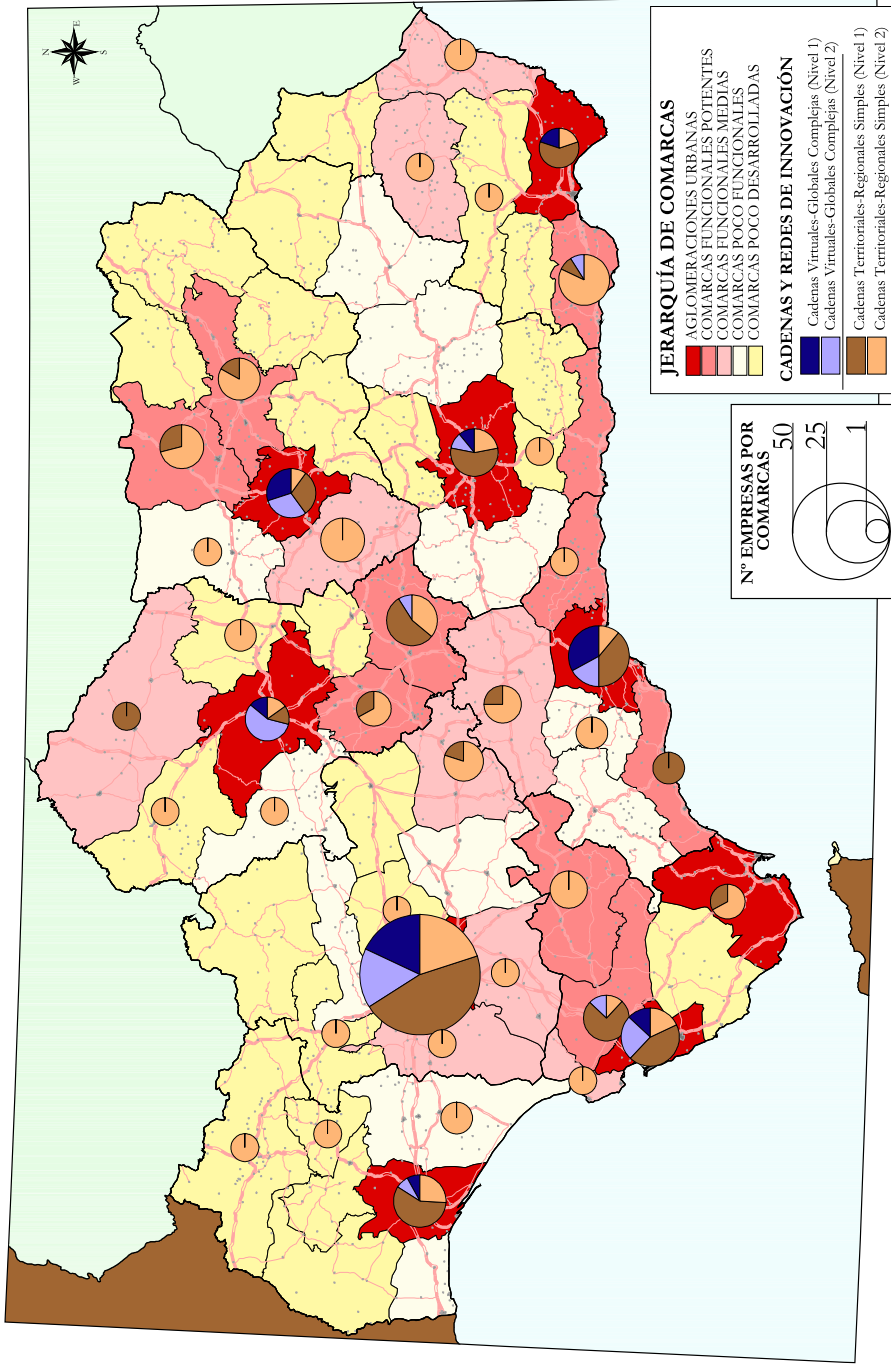 N
E
S
W
JERARQUÍA DE COMARCAS
AGLOMERACIONES URBANAS
COMARCAS FUNCIONALES POTENTES
COMARCAS FUNCIONALES MEDIAS
COMARCAS POCO FUNCIONALES
COMARCAS POCO DESARROLLADAS
CADENAS Y REDES DE INNOVACIÓN
Cadenas Virtuales-Globales Complejas (Nivel 1)
Cadenas Virtuales-Globales Complejas (Nivel 2)
Cadenas Territoriales-Regionales Simples (Nivel 1)
Cadenas Territoriales-Regionales Simples (Nivel 2)
Nº EMPRESAS POR
COMARCAS
50
25
1